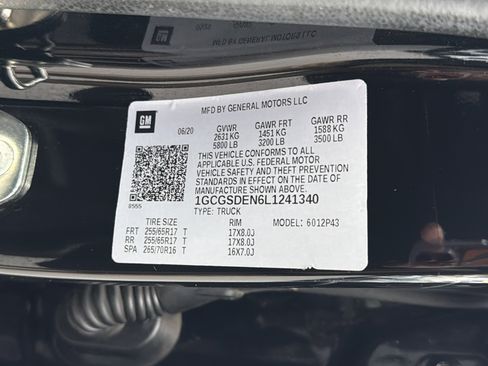 GM
MFD BY GENERAL MOTORS LLC
06/20 GVWR GAWR FRT GAWR RR
2631 KG 1451 KG 1588 KG
5800 LB 3200 LB 3500 LB
THIS VEHICLE CONFORMS TO ALL
APPLICABLE U.S. FEDERAL MOTOR
VEHICLE SAFETY AND THEFT PREVENTION
STANDARDS IN EFFECT ON THE DATE OF
MANUFACTURE SHOWN ABOVE.
8555
1GCGSDEN6L1241340
TYPE: TRUCK
TIRE SIZE RIM MODEL: 6012P43
FRT 255/65R17 T 17X8.0J
RR 255/65R17 T 17X8.0J
SPA 265/70R16 T 16X7.0J